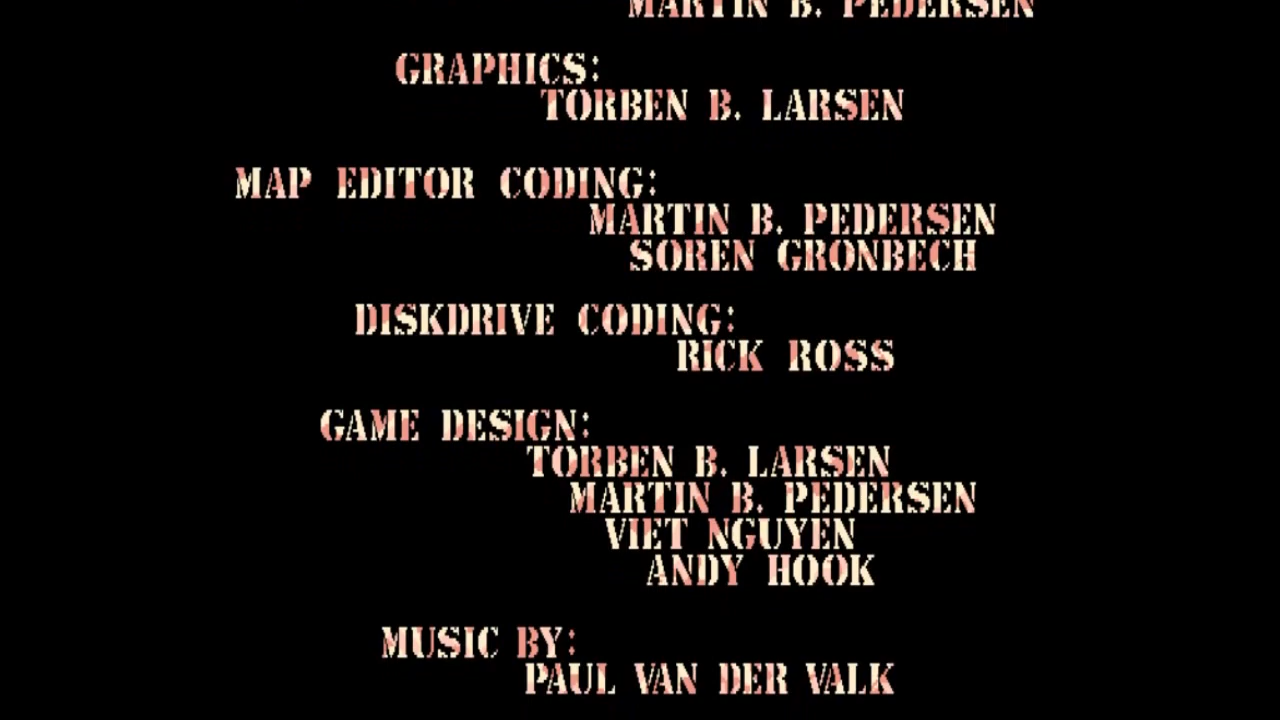 MARTIN B. PEDERSEN
GRAPHICS:
TORBEN B. LARSEN
MAP EDITOR CODING:
MARTIN B. PEDERSEN
SOREN GRONBECH
DISKDRIVE CODING:
RICK ROSS
GAME DESIGN:
TORBEN B. LARSEN
MARTIN B. PEDERSEN
VIET NGUYEN
ANDY HOOK
MUSIC BY:
PAUL VAN DER VALK